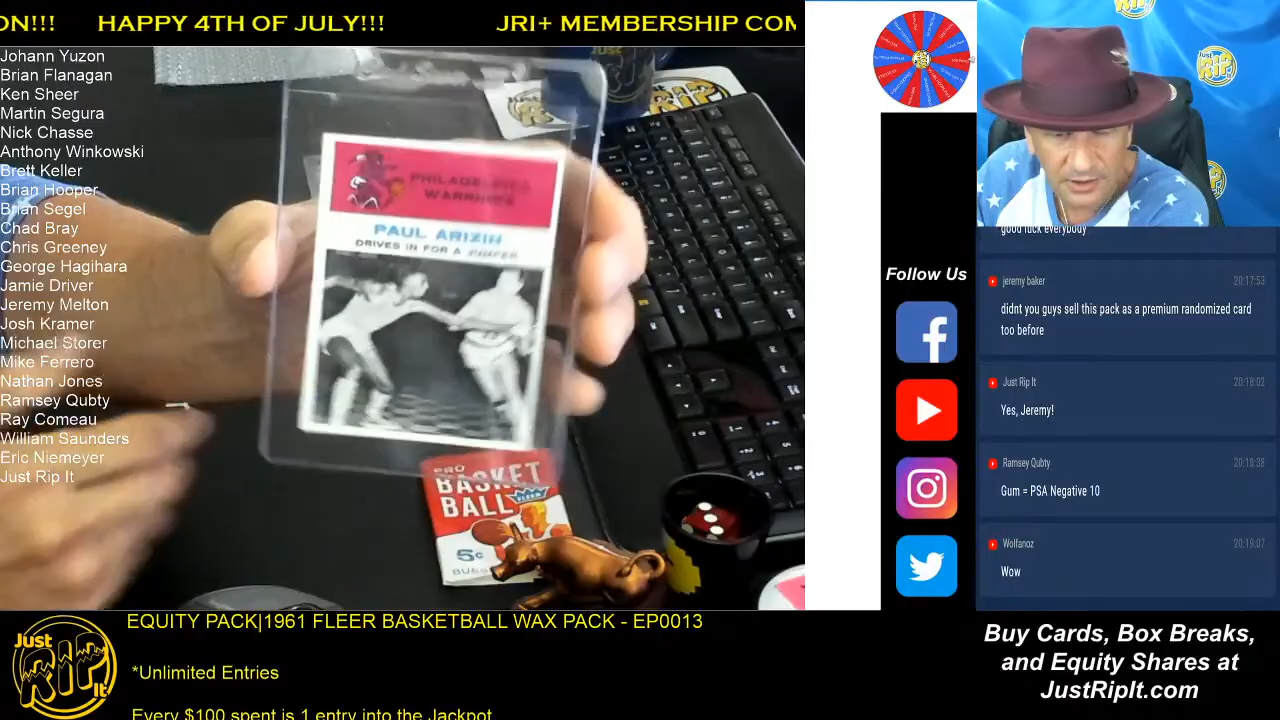 ON!!! HAPPY 4TH OF JULY!!! JRI+ MEMBERSHIP COM
Johann Yuzon
Brian Flanagan
Ken Sheer
Martin Segura
Nick Chasse
Anthony Winkowski
Brett Keller
Brian Hooper
Brian Segel
Chad Bray
Chris Greeney
George Hagihara
Jamie Driver
Jeremy Melton
Josh Kramer
Michael Storer
Mike Ferrero
Nathan Jones
Ramsey Qubty
Ray Comeau
William Saunders
Eric Niemeyer
Just Rip It
PHILADELPHIA
WARRIORS
PAUL ARIZIN
DRIVES IN FOR A JUMPER
PRO
BASKET
BALL
FLEER
5¢
Follow Us
good luck everybody
jeremy baker 20:17:53
didnt you guys sell this pack as a premium randomized card
too before
Just Rip It 20:18:02
Yes, Jeremy!
Ramsey Qubty 20:18:38
Gum = PSA Negative 10
Wolfanoz 20:19:07
Wow
Just
RIP
It
EQUITY PACK|1961 FLEER BASKETBALL WAX PACK - EP0013
*Unlimited Entries
Every $100 spent is 1 entry into the Jackpot
Buy Cards, Box Breaks,
and Equity Shares at
JustRipIt.com